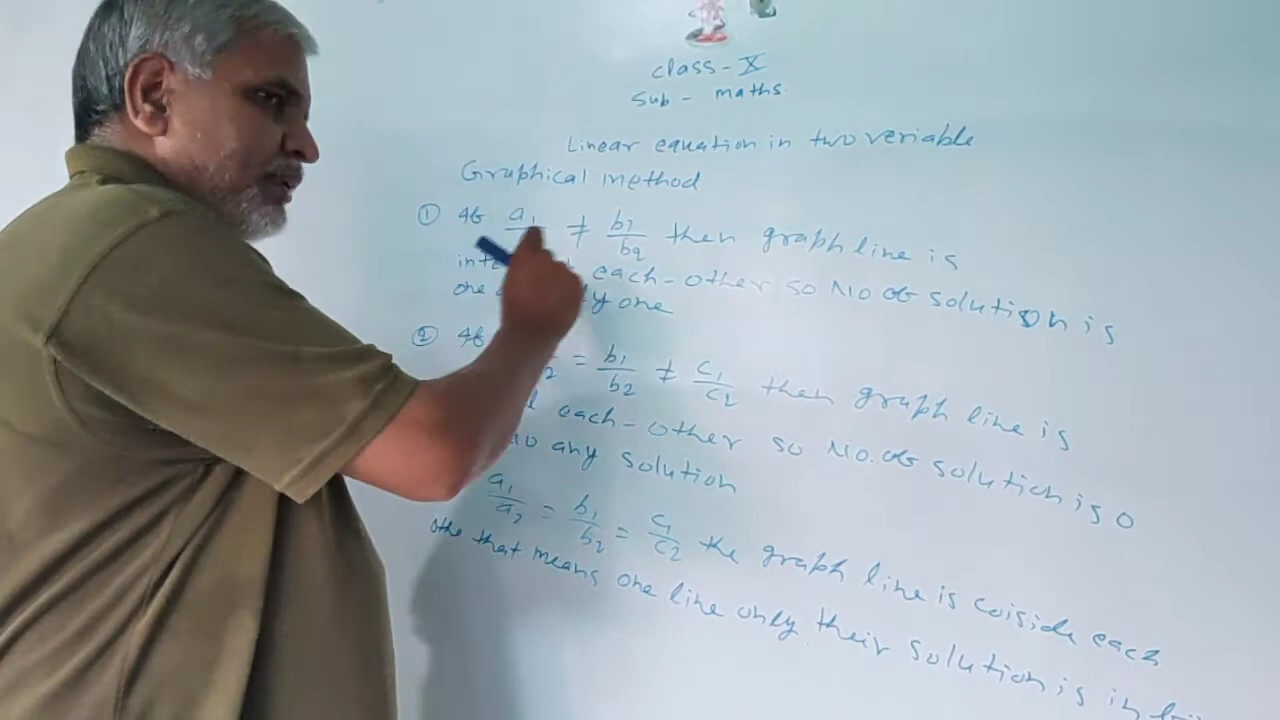 class - X
Sub - maths.
Linear equation in two veriable
Graphical method
① If a1 ≠ b1/b2 then graph line is
each-other so No of solution is
one
② If = b1/b2 ≠ c1/c2 then graph line is
each-other so No. of solution is 0
any solution
a1/a2 = b1/b2 = c1/c2 the graph line is coiside each
othe that means one line only their solution is